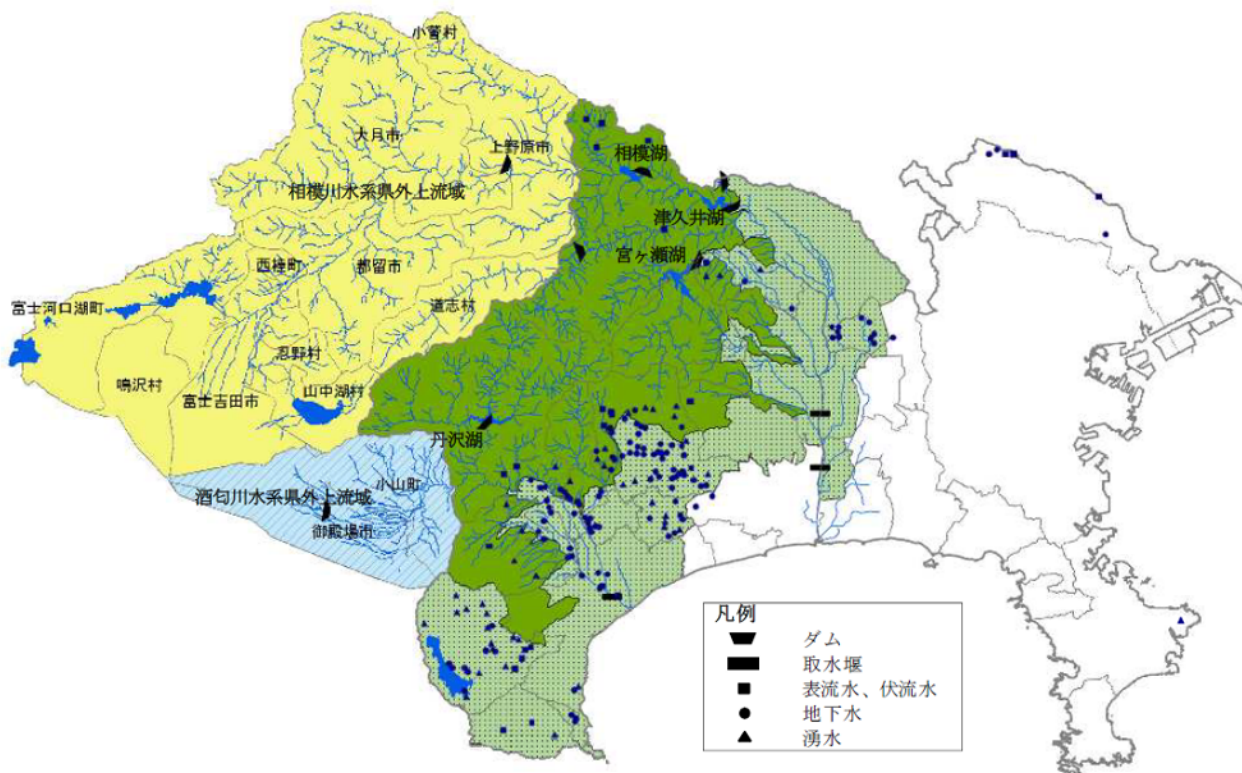 小菅村
大月市
上野原市
相模湖
相模川水系県外上流域
津久井湖
宮ヶ瀬湖
西桂町
都留市
道志村
富士河口湖町
忍野村
鳴沢村
富士吉田市
山中湖村
丹沢湖
小山町
酒匂川水系県外上流域
御殿場市
凡例
ダム
取水堰
表流水、伏流水
地下水
湧水